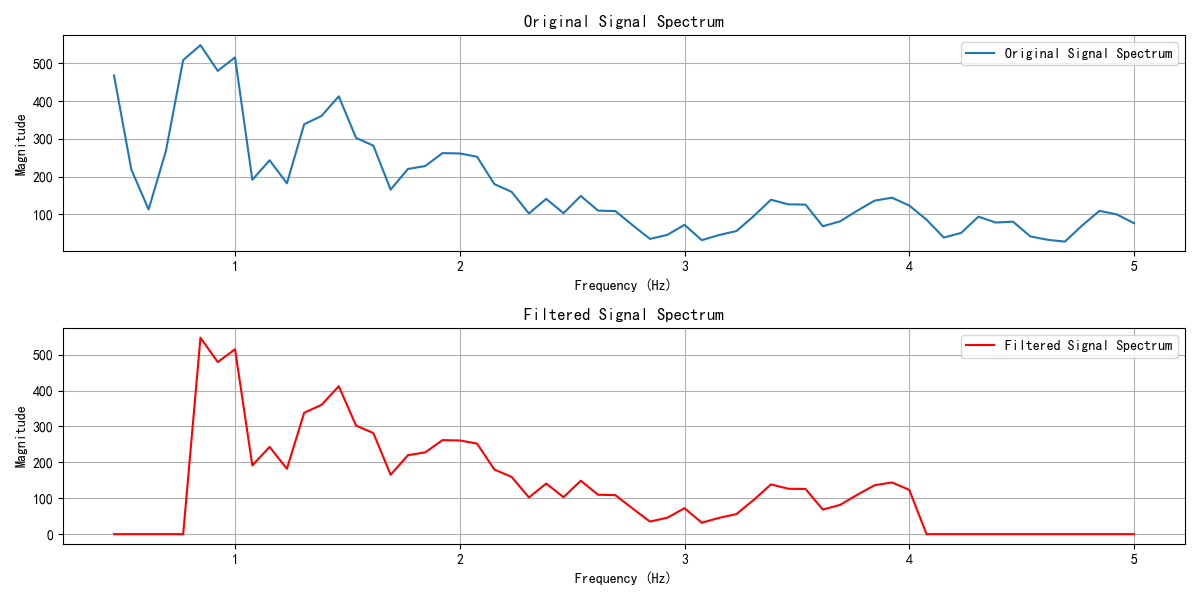 Original Signal Spectrum
Original Signal Spectrum
Magnitude
500
400
300
200
100
1 2 3 4 5
Frequency (Hz)
Filtered Signal Spectrum
Filtered Signal Spectrum
Magnitude
500
400
300
200
100
0
1 2 3 4 5
Frequency (Hz)